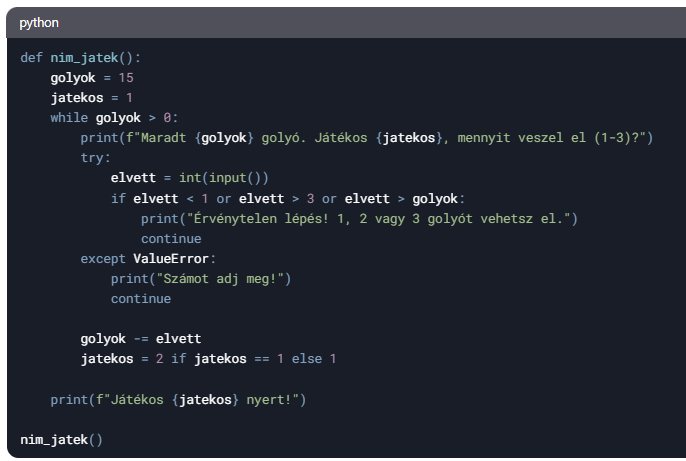 python
def nim_jatek():
    golyok = 15
    jatekos = 1
    while golyok > 0:
        print(f"Maradt {golyok} golyó. Játékos {jatekos}, mennyit veszel el (1-3)?")
        try:
            elvett = int(input())
            if elvett < 1 or elvett > 3 or elvett > golyok:
                print("Érvénytelen lépés! 1, 2 vagy 3 golyót vehetsz el.")
                continue
        except ValueError:
            print("Számot adj meg!")
            continue

        golyok -= elvett
        jatekos = 2 if jatekos == 1 else 1

    print(f"Játékos {jatekos} nyert!")

nim_jatek()